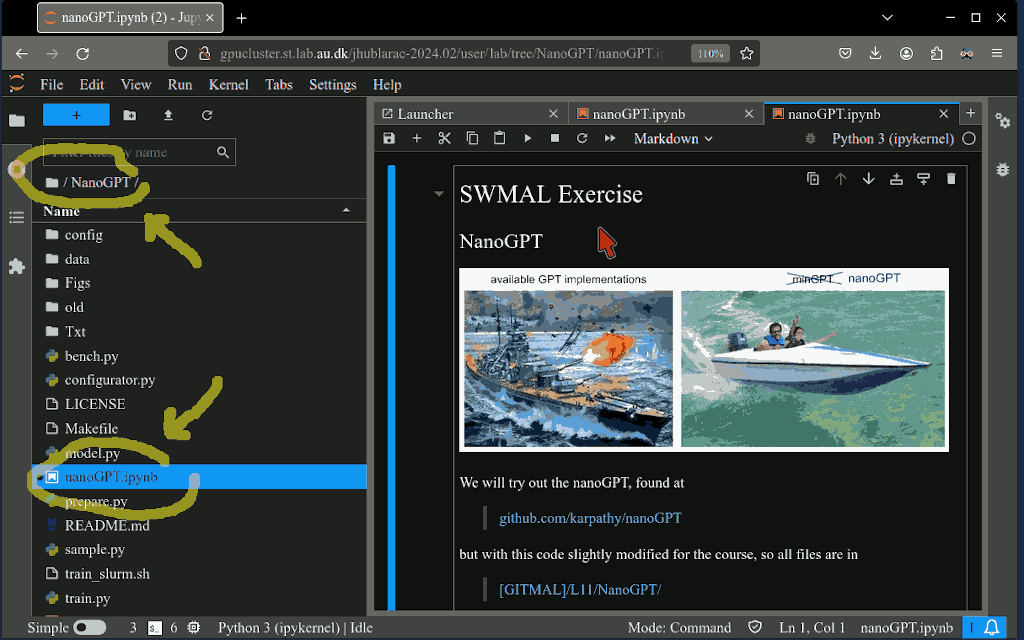 nanoGPT.ipynb (2) - Jupy
gpucluster.st.lab.au.dk/jhublarac-2024.02/user/lab/tree/NanoGPT/nanoGPT.i
110%
File Edit View Run Kernel Tabs Settings Help
Launcher
nanoGPT.ipynb
nanoGPT.ipynb
Markdown
Python 3 (ipykernel)
Filter files by name
/ NanoGPT /
Name
config
data
Figs
old
Txt
bench.py
configurator.py
LICENSE
Makefile
model.py
nanoGPT.ipynb
prepare.py
README.md
sample.py
train_slurm.sh
train.py
SWMAL Exercise
NanoGPT
available GPT implementations
minGPT nanoGPT
We will try out the nanoGPT, found at
github.com/karpathy/nanoGPT
but with this code slightly modified for the course, so all files are in
[GITMAL]/L11/NanoGPT/
Simple 3 6 Python 3 (ipykernel) | Idle Mode: Command Ln 1, Col 1 nanoGPT.ipynb 1